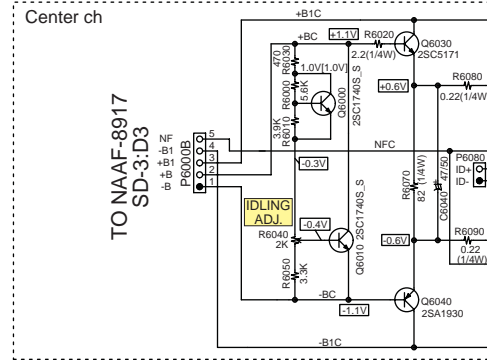 Center ch
+B1C
+BC
+1.1V
R6020
2.2(1/4W)
Q6030
2SC5171
470
R6030
1.0V[1.0V]
R6000
5.6K
Q6000
2SC1740S_S
+0.6V
R6080
0.22(1/4W)
3.9K
R6010
TO NAAF-8917
SD-3:D3
P6000B
NF 5
-B1 4
+B1 3
+B 2
-B 1
NFC
-0.3V
R6070
82 (1/4W)
C6040
47/50
P6080
ID+
ID-
IDLING
ADJ.
-0.4V
R6040
2K
Q6010 2SC1740S_S
-0.6V
R6090
0.22
(1/4W)
R6050
3.3K
-BC
-1.1V
Q6040
2SA1930
-B1C